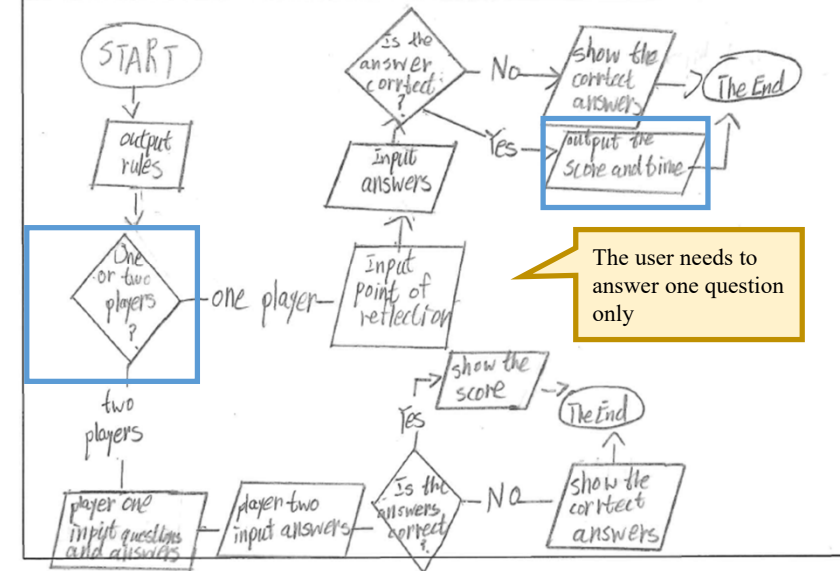 START
output
rules
One
or two
players
?
one player
Input
point of
reflection
Input
answers
Is the
answer
corrtect
?
No
show the
corrtect
answers
The End
Yes
output the
score and time
The user needs to
answer one question
only
two
players
player one
input questions
and answers
player two
input answers
Is the
answers
correct
?
Yes
show the
score
The End
No
show the
corrtect
answers